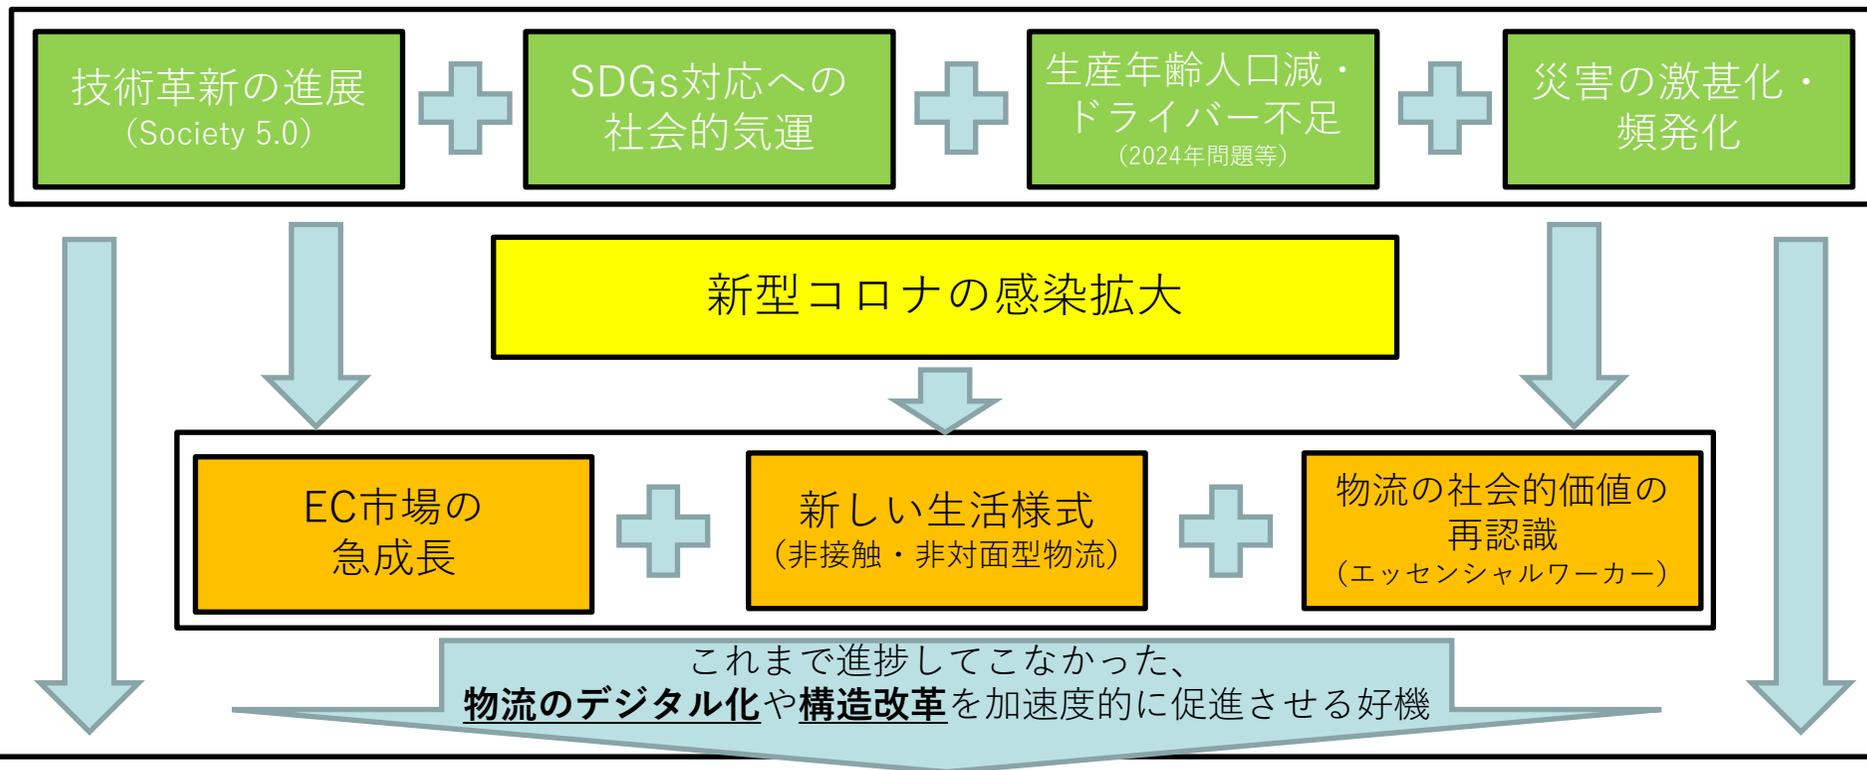 技術革新の進展
（Society 5.0）
SDGs対応への
社会的気運
生産年齢人口減・
ドライバー不足
（2024年問題等）
災害の激甚化・
頻発化
新型コロナの感染拡大
EC市場の
急成長
新しい生活様式
（非接触・非対面型物流）
物流の社会的価値の
再認識
（エッセンシャルワーカー）
これまで進捗してこなかった、
物流のデジタル化や構造改革を加速度的に促進させる好機